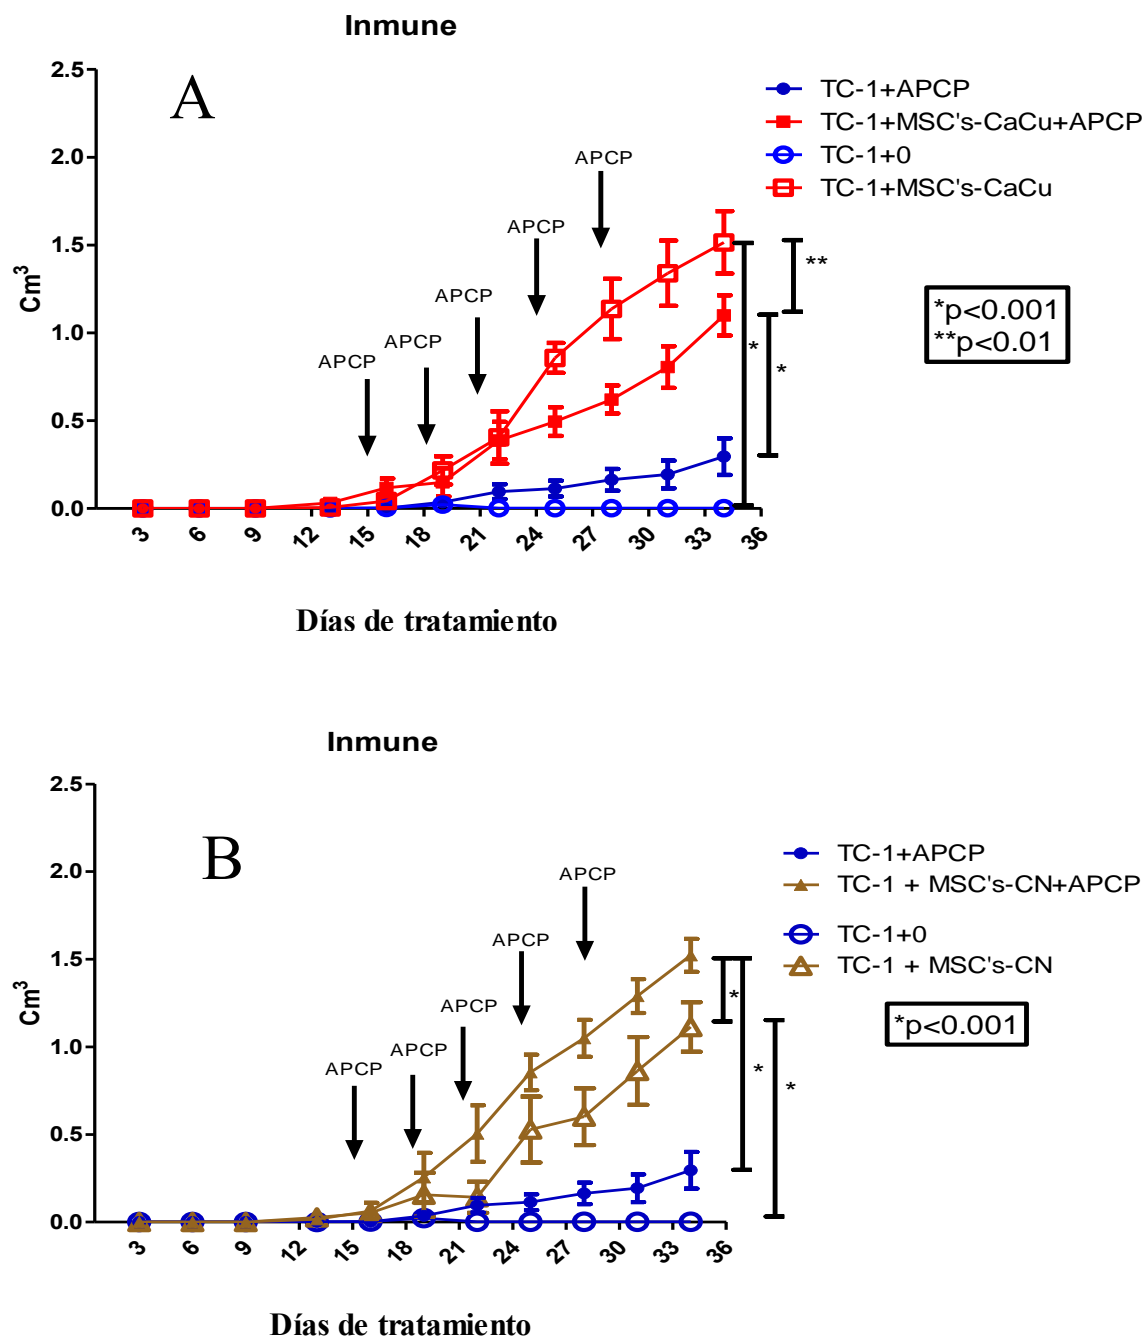 Inmune
A
2.5
2.0
1.5
1.0
0.5
0.0
Cm3
APCP
APCP
APCP
APCP
APCP
TC-1+APCP
TC-1+MSC's-CaCu+APCP
TC-1+0
TC-1+MSC's-CaCu
**
*
*
*p<0.001
**p<0.01
3 6 9 12 15 18 21 24 27 30 33 36
Días de tratamiento
Inmune
B
2.5
2.0
1.5
1.0
0.5
0.0
Cm3
APCP
APCP
APCP
APCP
APCP
TC-1+APCP
TC-1 + MSC's-CN+APCP
TC-1+0
TC-1 + MSC's-CN
*
*
*
*p<0.001
3 6 9 12 15 18 21 24 27 30 33 36
Días de tratamiento